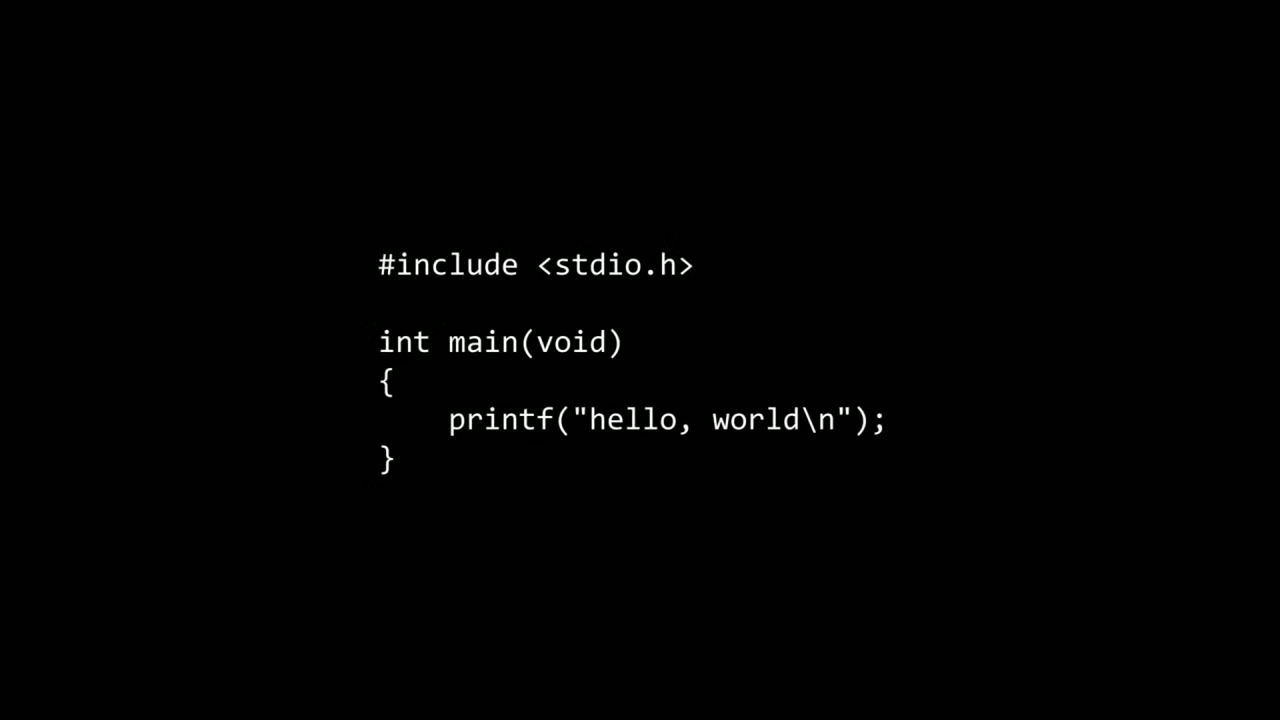 #include <stdio.h>

int main(void)
{
    printf("hello, world\n");
}